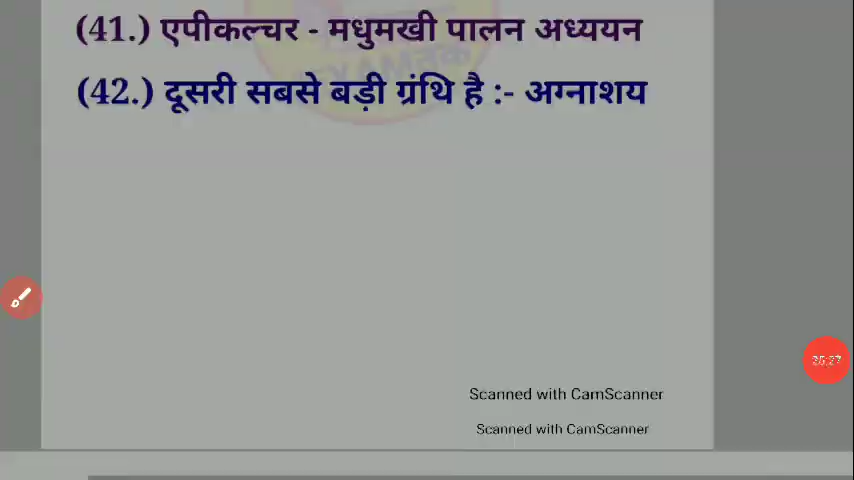 (41.) एपीकल्चर - मधुमखी पालन अध्ययन
(42.) दूसरी सबसे बड़ी ग्रंथि है :- अग्नाशय
Scanned with CamScanner
Scanned with CamScanner